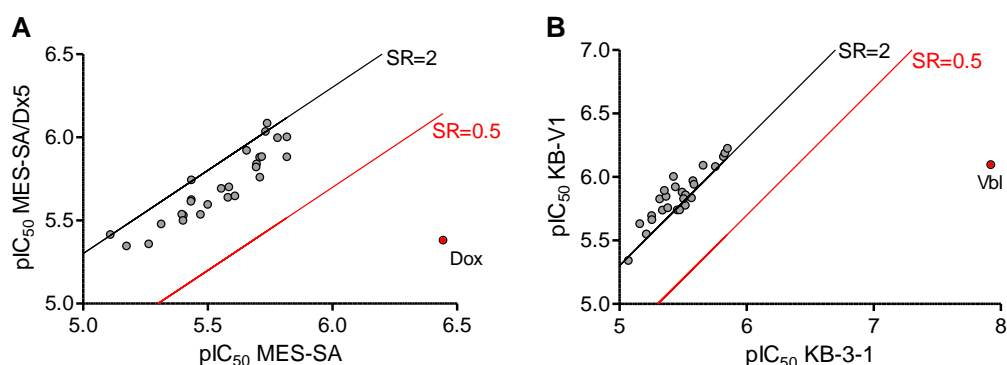 A
pIC50 MES-SA/Dx5
6.5
6.0
5.5
5.0
SR=2
SR=0.5
Dox
5.0 5.5 6.0 6.5
pIC50 MES-SA
B
pIC50 KB-V1
7.0
6.5
6.0
5.5
5.0
SR=2
SR=0.5
Vbl
5 6 7 8
pIC50 KB-3-1